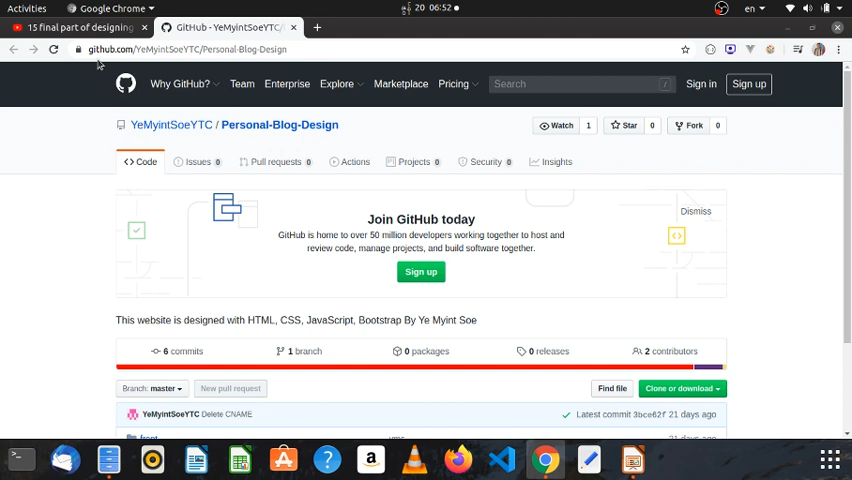 Activities
Google Chrome
20 06:52
en
15 final part of designing
GitHub - YeMyintSoeYTC/
github.com/YeMyintSoeYTC/Personal-Blog-Design
Why GitHub?
Team
Enterprise
Explore
Marketplace
Pricing
Search
/
Sign in
Sign up
YeMyintSoeYTC / Personal-Blog-Design
Watch 1
Star 0
Fork 0
Code
Issues 0
Pull requests 0
Actions
Projects 0
Security 0
Insights
Join GitHub today
Dismiss
GitHub is home to over 50 million developers working together to host and
review code, manage projects, and build software together.
Sign up
This website is designed with HTML, CSS, JavaScript, Bootstrap By Ye Myint Soe
6 commits
1 branch
0 packages
0 releases
2 contributors
Branch: master
New pull request
Find file
Clone or download
YeMyintSoeYTC Delete CNAME
Latest commit 3bce62f 21 days ago